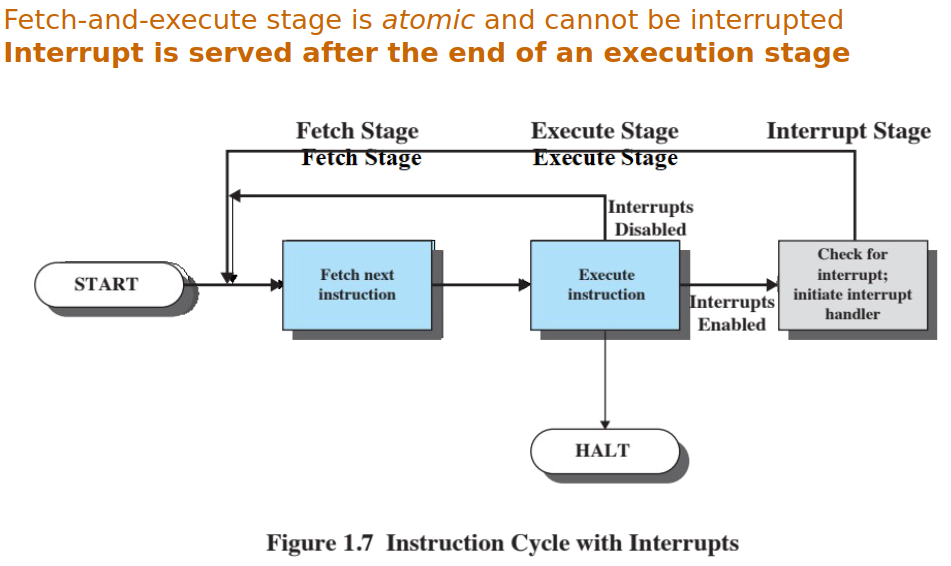 Fetch-and-execute stage is atomic and cannot be interrupted
Interrupt is served after the end of an execution stage
Fetch Stage Execute Stage Interrupt Stage
Fetch Stage Execute Stage
Interrupts
Disabled
START
Fetch next
instruction
Execute
instruction
Interrupts
Enabled
Check for
interrupt;
initiate interrupt
handler
HALT
Figure 1.7 Instruction Cycle with Interrupts